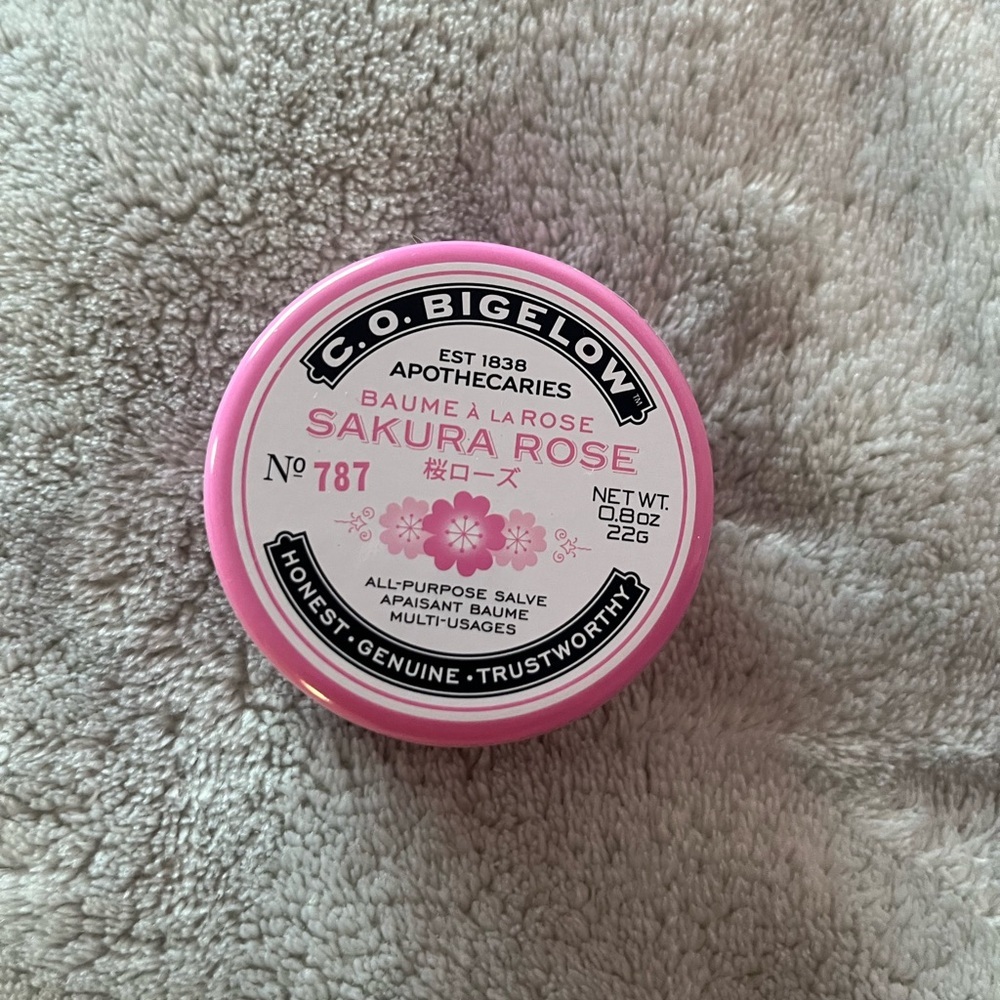 C.O. BIGELOW™
EST 1838
APOTHECARIES
BAUME À LA ROSE
SAKURA ROSE
桜ローズ
Nº 787
NET WT.
0.8oz
22G
ALL-PURPOSE SALVE
APAISANT BAUME
MULTI-USAGES
HONEST • GENUINE • TRUSTWORTHY